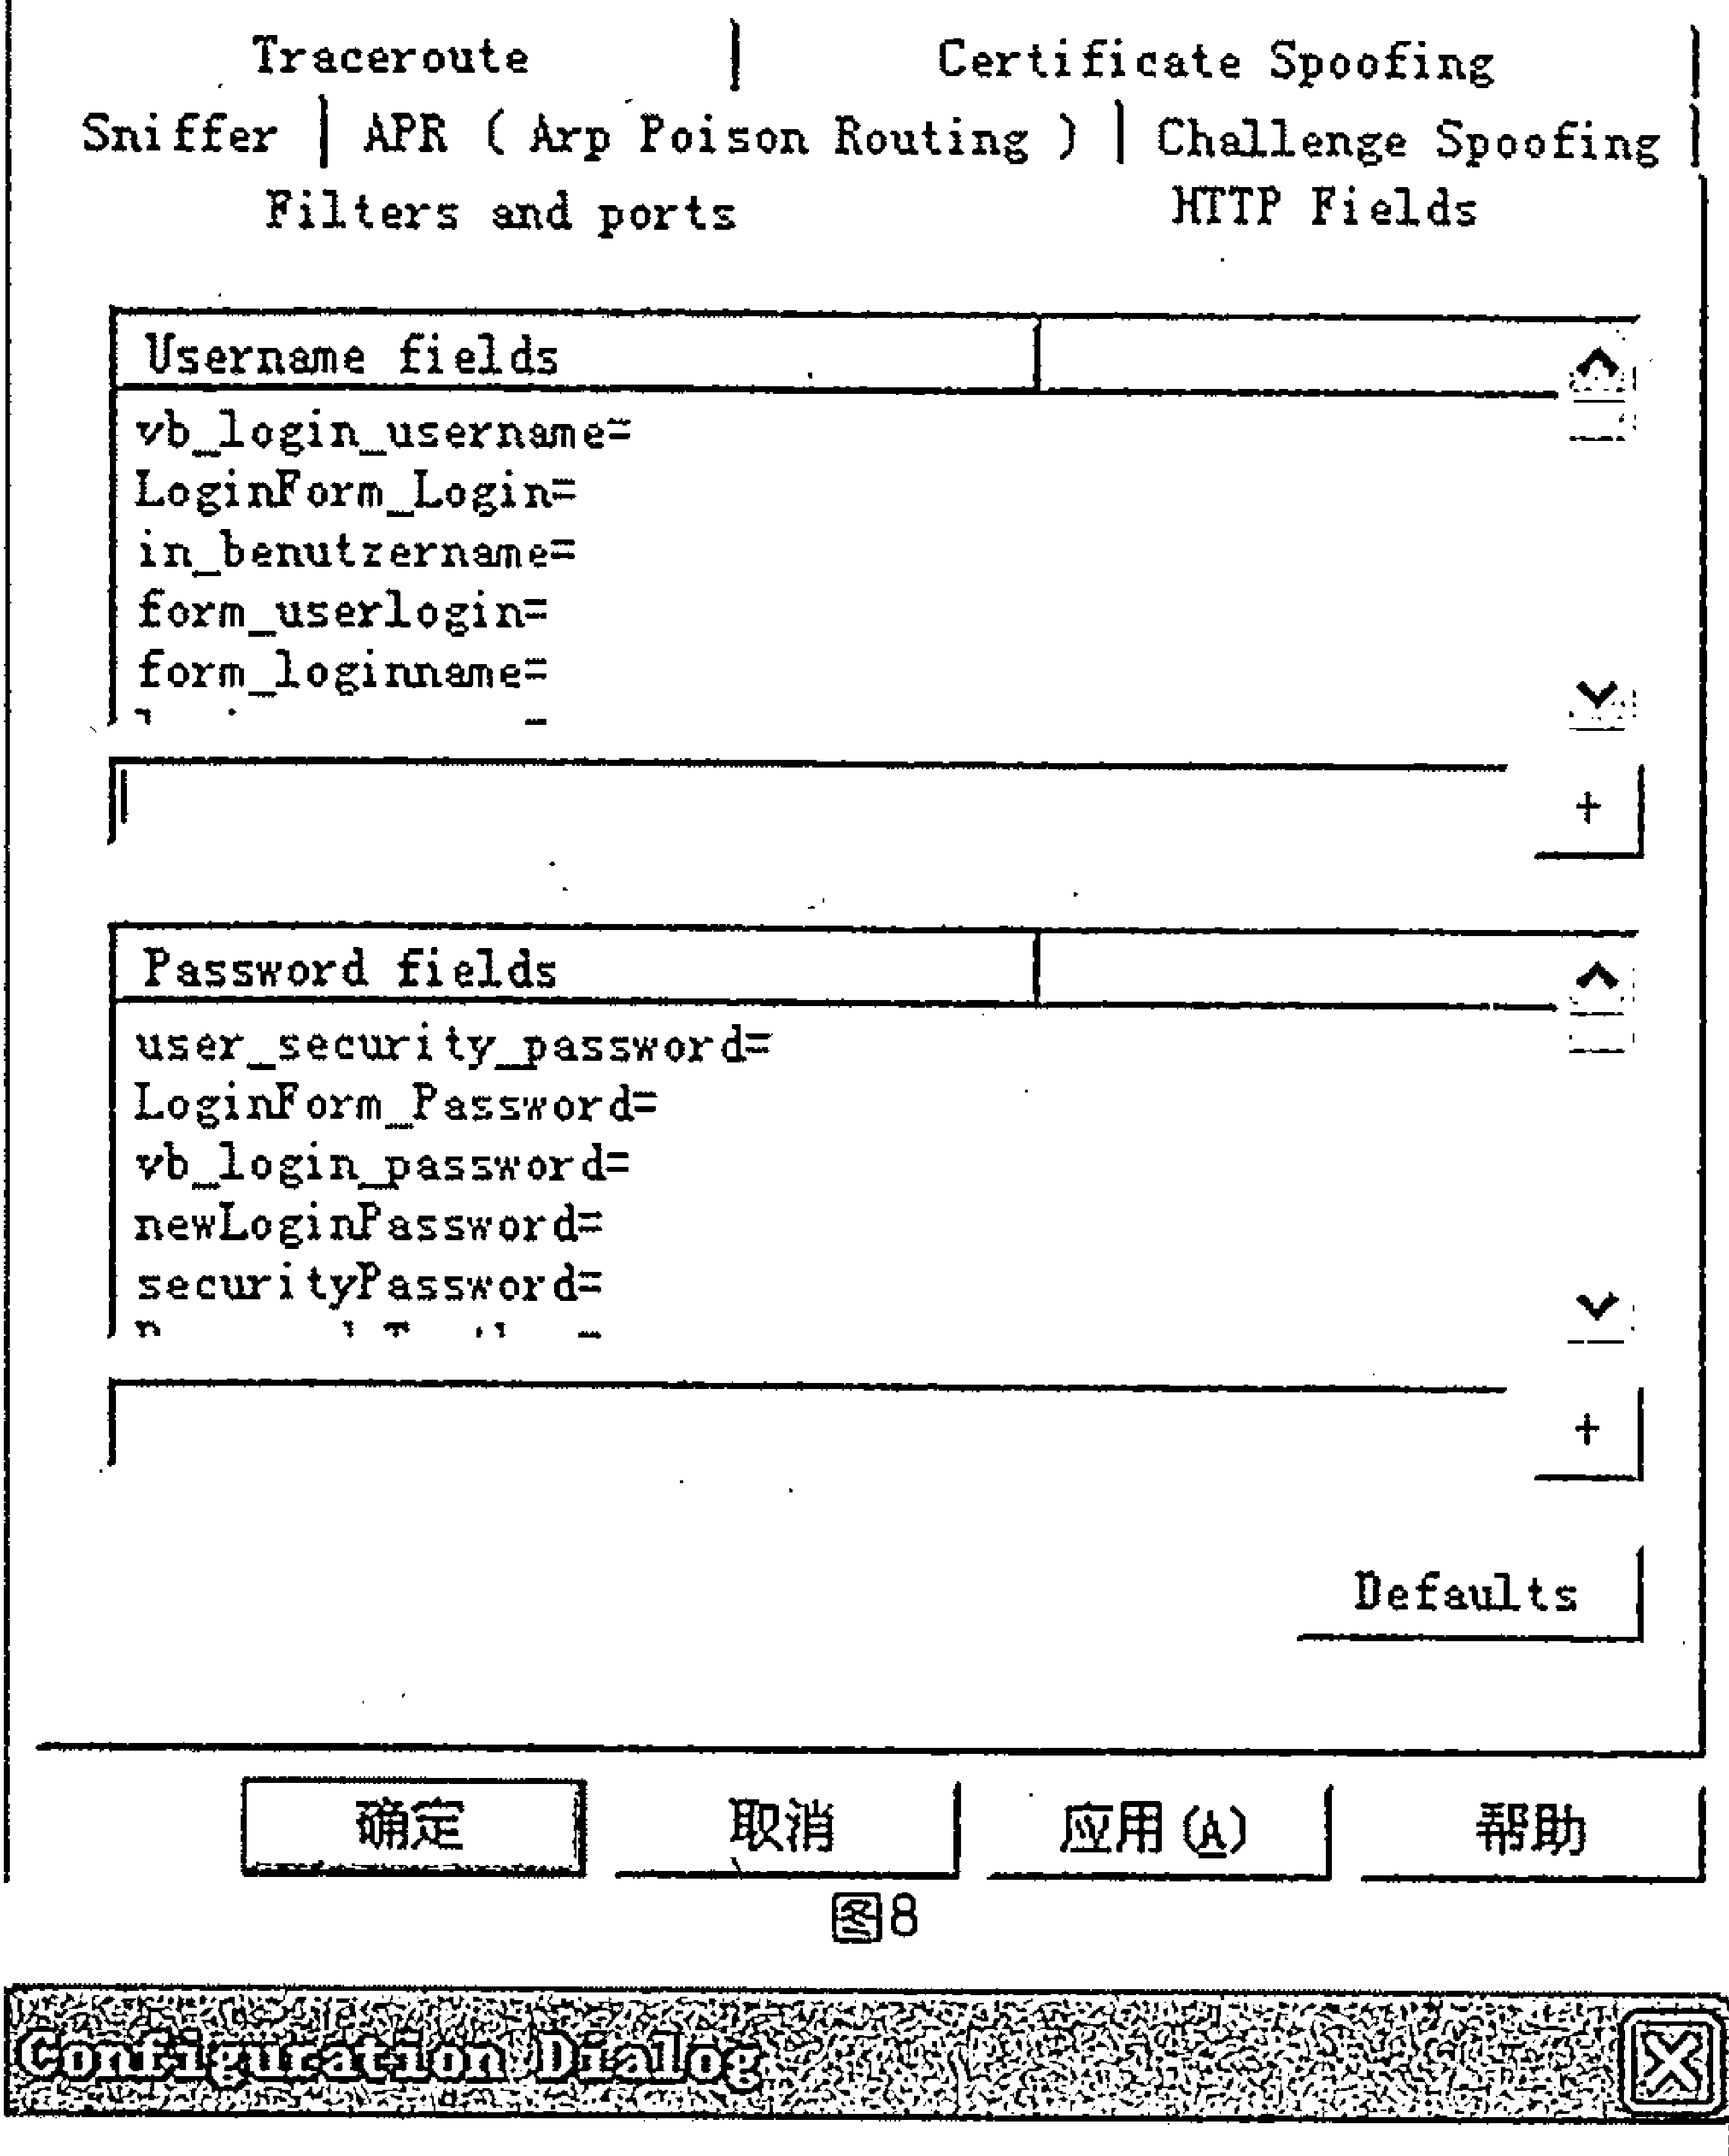 Traceroute | Certificate Spoofing |
Sniffer | APR ( Arp Poison Routing ) | Challenge Spoofing |
Filters and ports HTTP Fields
Username fields
vb_login_username=
LoginForm_Login=
in_benutzername=
form_userlogin=
form_loginname=
+
Password fields
user_security_password=
LoginForm_Password=
vb_login_password=
newLoginPassword=
securityPassword=
+
Defaults
确定 取消 应用(A) 帮助
图8
Configuration Dialog